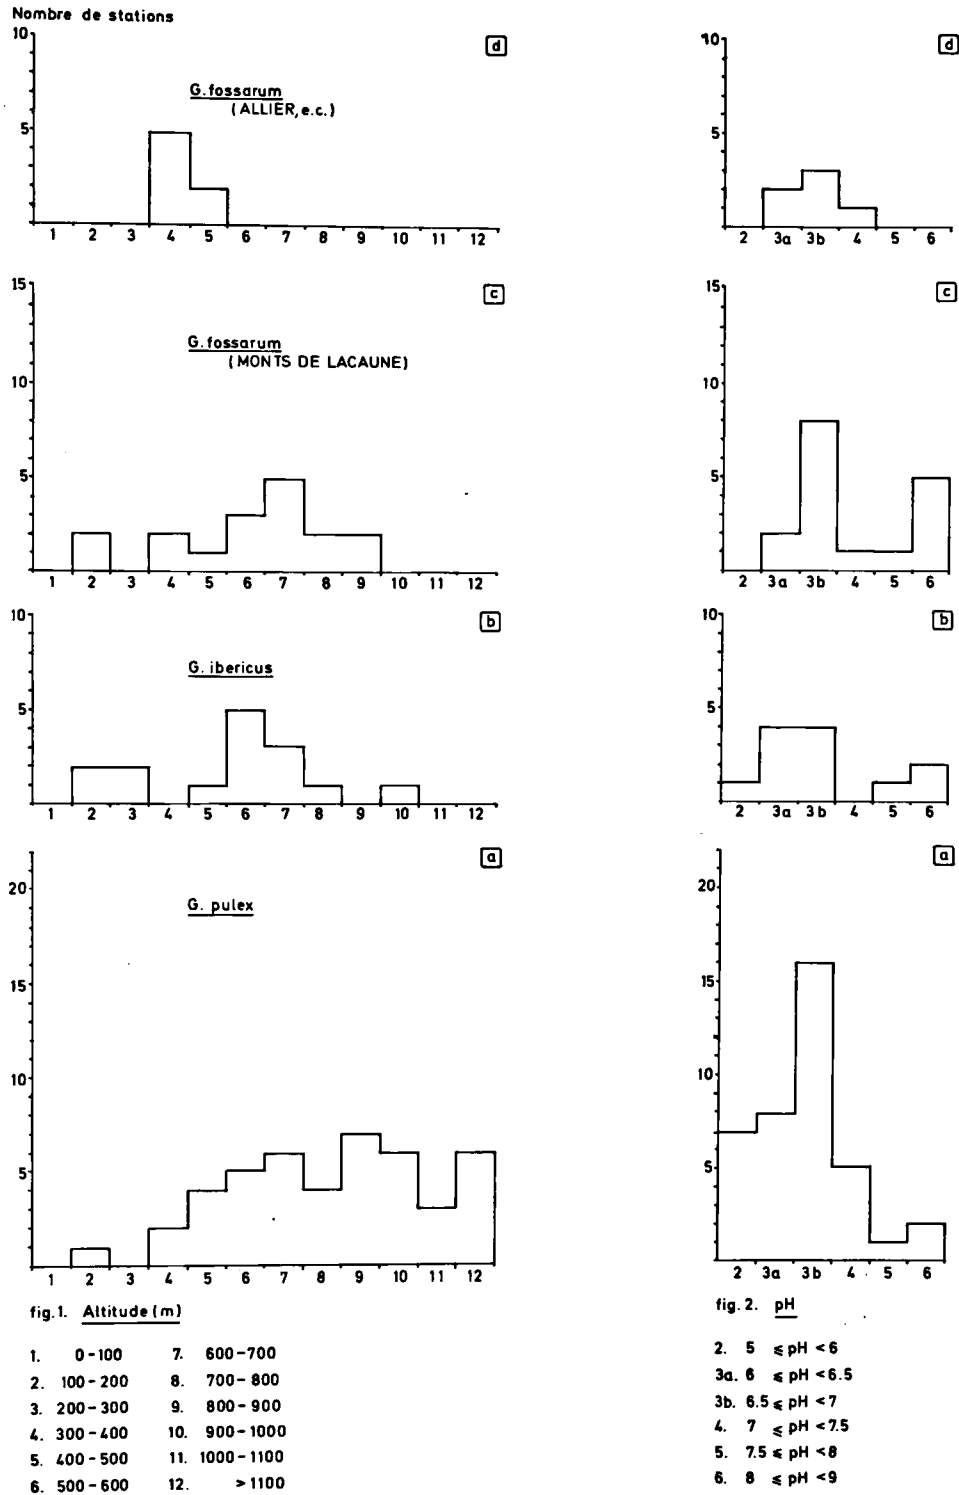 Nombre de stations
10
5
d
G.fossarum
(ALLIER, e.c.)
1 2 3 4 5 6 7 8 9 10 11 12
10
5
d
2 3a 3b 4 5 6
15
10
5
c
G.fossarum
(MONTS DE LACAUNE)
1 2 3 4 5 6 7 8 9 10 11 12
15
10
5
c
2 3a 3b 4 5 6
10
5
b
G. ibericus
1 2 3 4 5 6 7 8 9 10 11 12
10
5
b
2 3a 3b 4 5 6
20
15
10
5
a
G. pulex
1 2 3 4 5 6 7 8 9 10 11 12
20
15
10
5
a
2 3a 3b 4 5 6
fig.1. Altitude (m)
1. 0-100 7. 600-700
2. 100-200 8. 700-800
3. 200-300 9. 800-900
4. 300-400 10. 900-1000
5. 400-500 11. 1000-1100
6. 500-600 12. >1100
fig. 2. pH
2. 5 ⩽ pH < 6
3a. 6 ⩽ pH < 6.5
3b. 6.5 ⩽ pH < 7
4. 7 ⩽ pH < 7.5
5. 7.5 ⩽ pH < 8
6. 8 ⩽ pH < 9